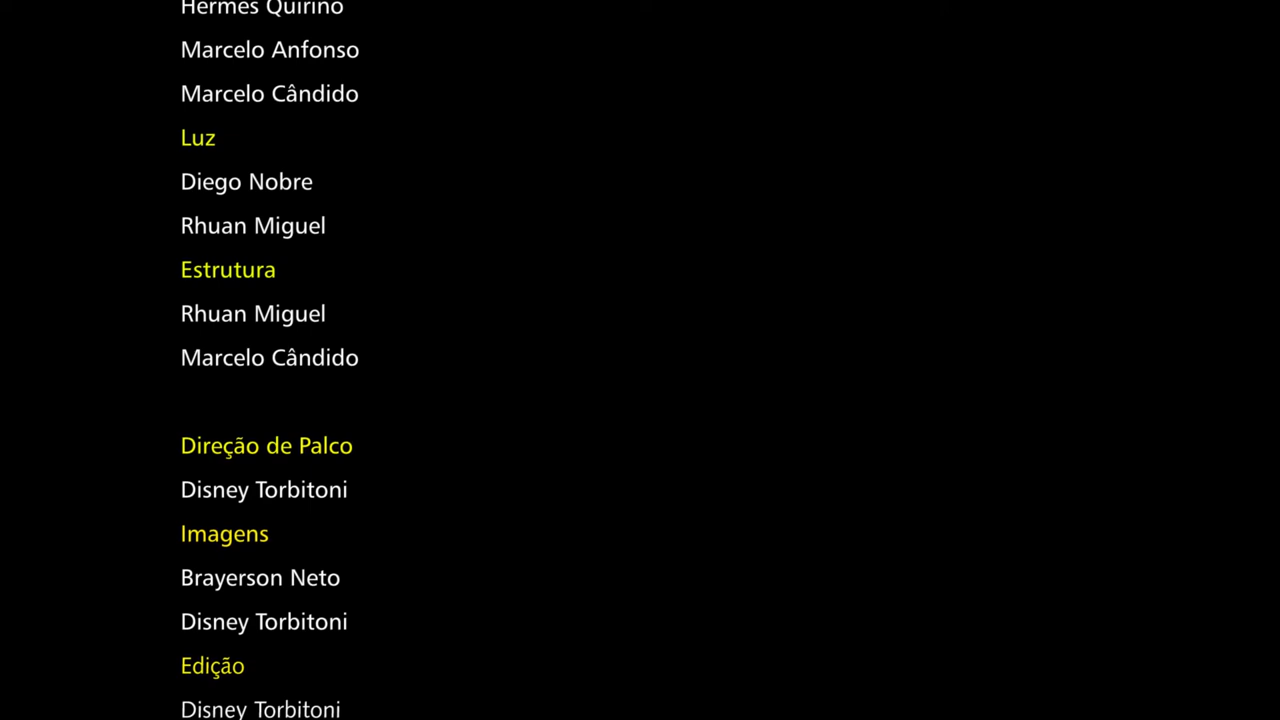 Hermes Quirino
Marcelo Anfonso
Marcelo Cândido
Luz
Diego Nobre
Rhuan Miguel
Estrutura
Rhuan Miguel
Marcelo Cândido
Direção de Palco
Disney Torbitoni
Imagens
Brayerson Neto
Disney Torbitoni
Edição
Disney Torbitoni